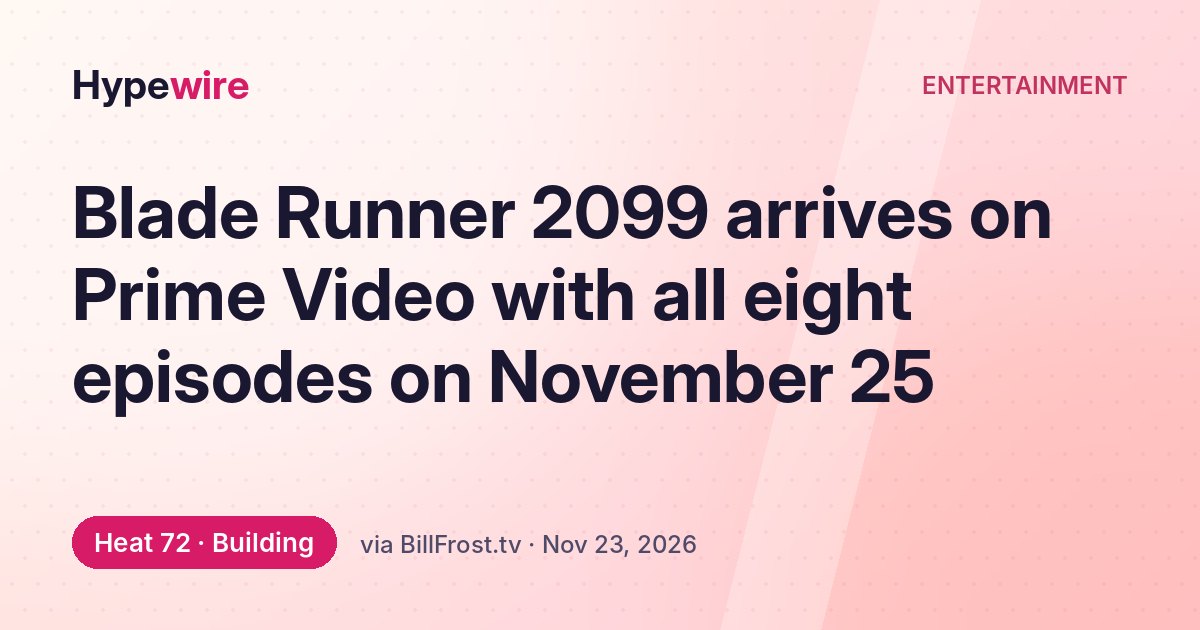 Hypewire
ENTERTAINMENT
Blade Runner 2099 arrives on
Prime Video with all eight
episodes on November 25
Heat 72 · Building
via BillFrost.tv · Nov 23, 2026